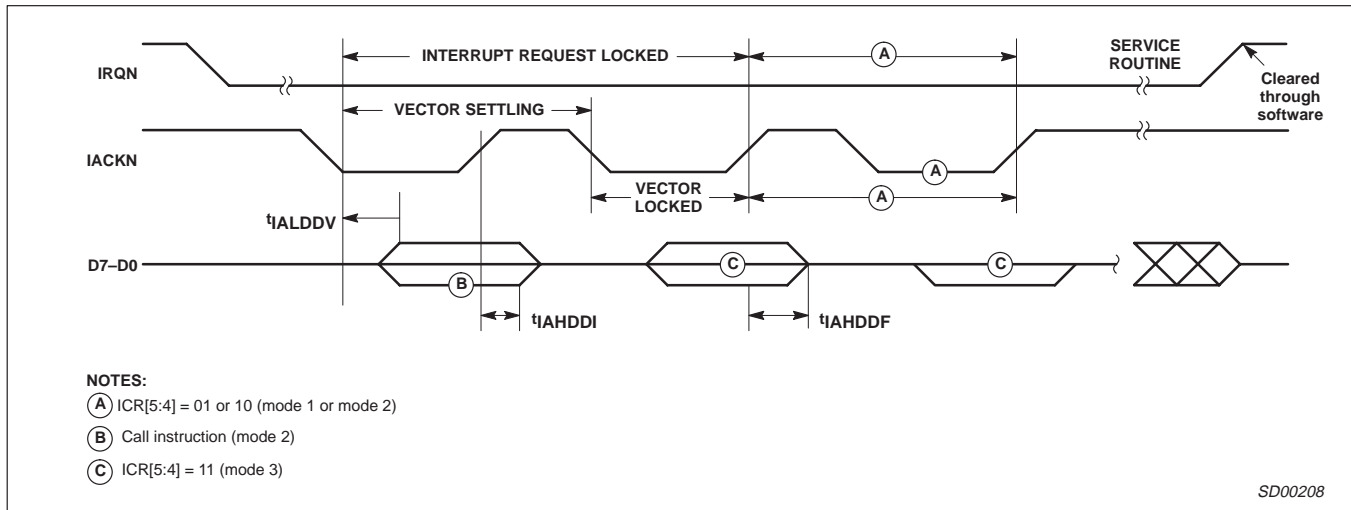 IRQN
INTERRUPT REQUEST LOCKED
A
SERVICE
ROUTINE
Cleared
through
software
VECTOR SETTLING
IACKN
A
VECTOR
LOCKED
A
tIALDDV
D7–D0
B
C
C
tIAHDDI
tIAHDDF
NOTES:
A ICR[5:4] = 01 or 10 (mode 1 or mode 2)
B Call instruction (mode 2)
C ICR[5:4] = 11 (mode 3)
SD00208